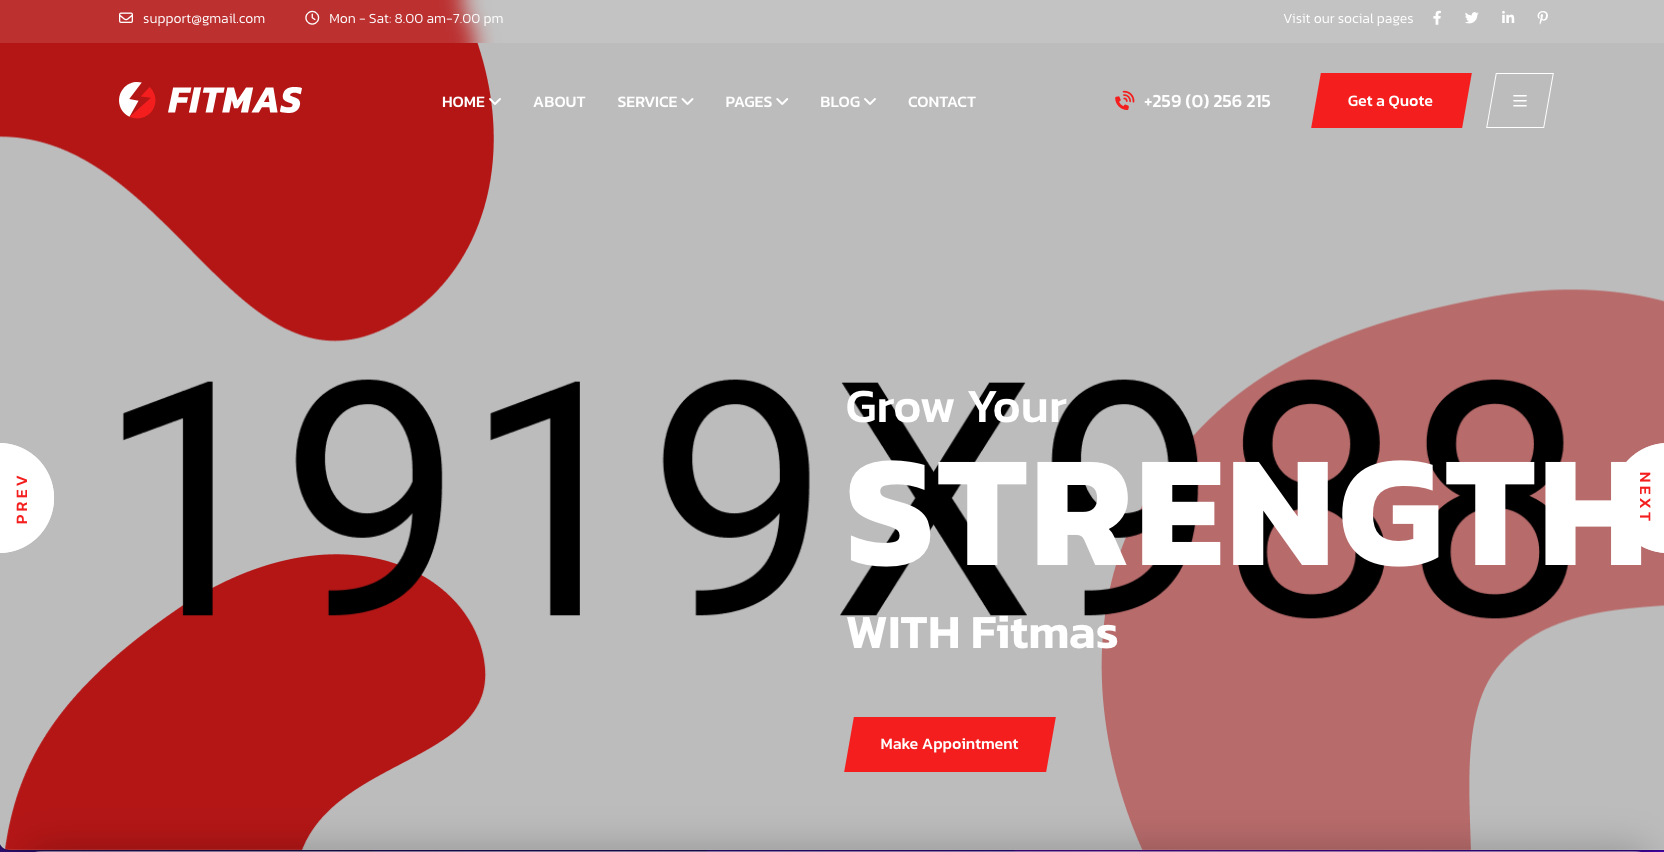 support@gmail.com
Mon - Sat: 8.00 am-7.00 pm
Visit our social pages
FITMAS
HOME
ABOUT
SERVICE
PAGES
BLOG
CONTACT
+259 (0) 256 215
Get a Quote
1919X988
Grow Your
STRENGTH
WITH Fitmas
PREV
NEXT
Make Appointment